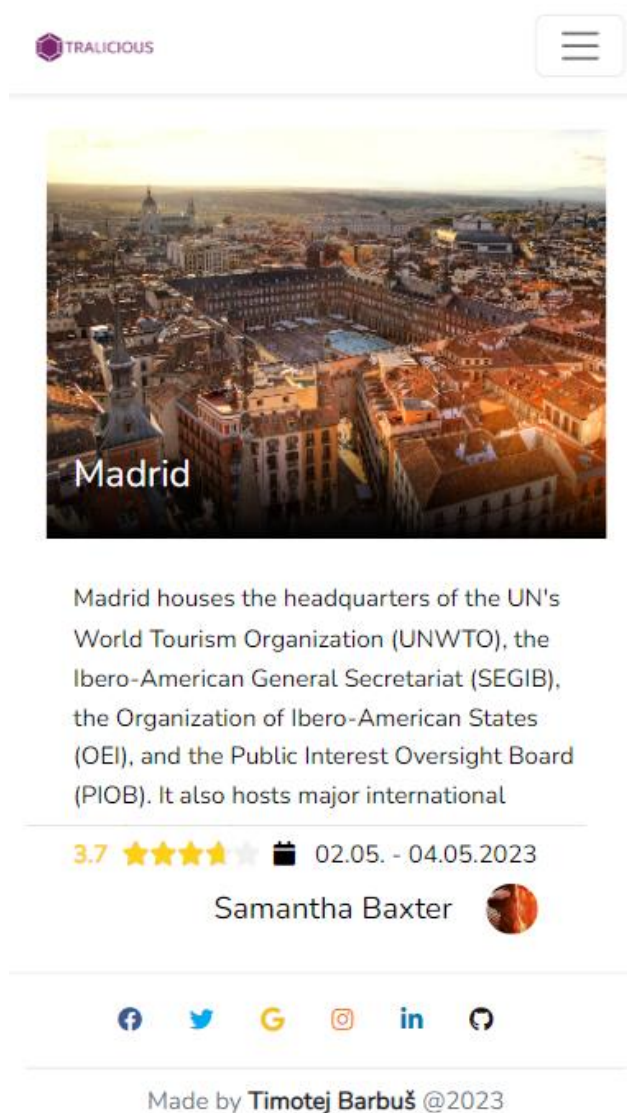 TRALICIOUS
Madrid
Madrid houses the headquarters of the UN's
World Tourism Organization (UNWTO), the
Ibero-American General Secretariat (SEGIB),
the Organization of Ibero-American States
(OEI), and the Public Interest Oversight Board
(PIOB). It also hosts major international
3.7 02.05. - 04.05.2023
Samantha Baxter
Made by Timotej Barbuš @2023